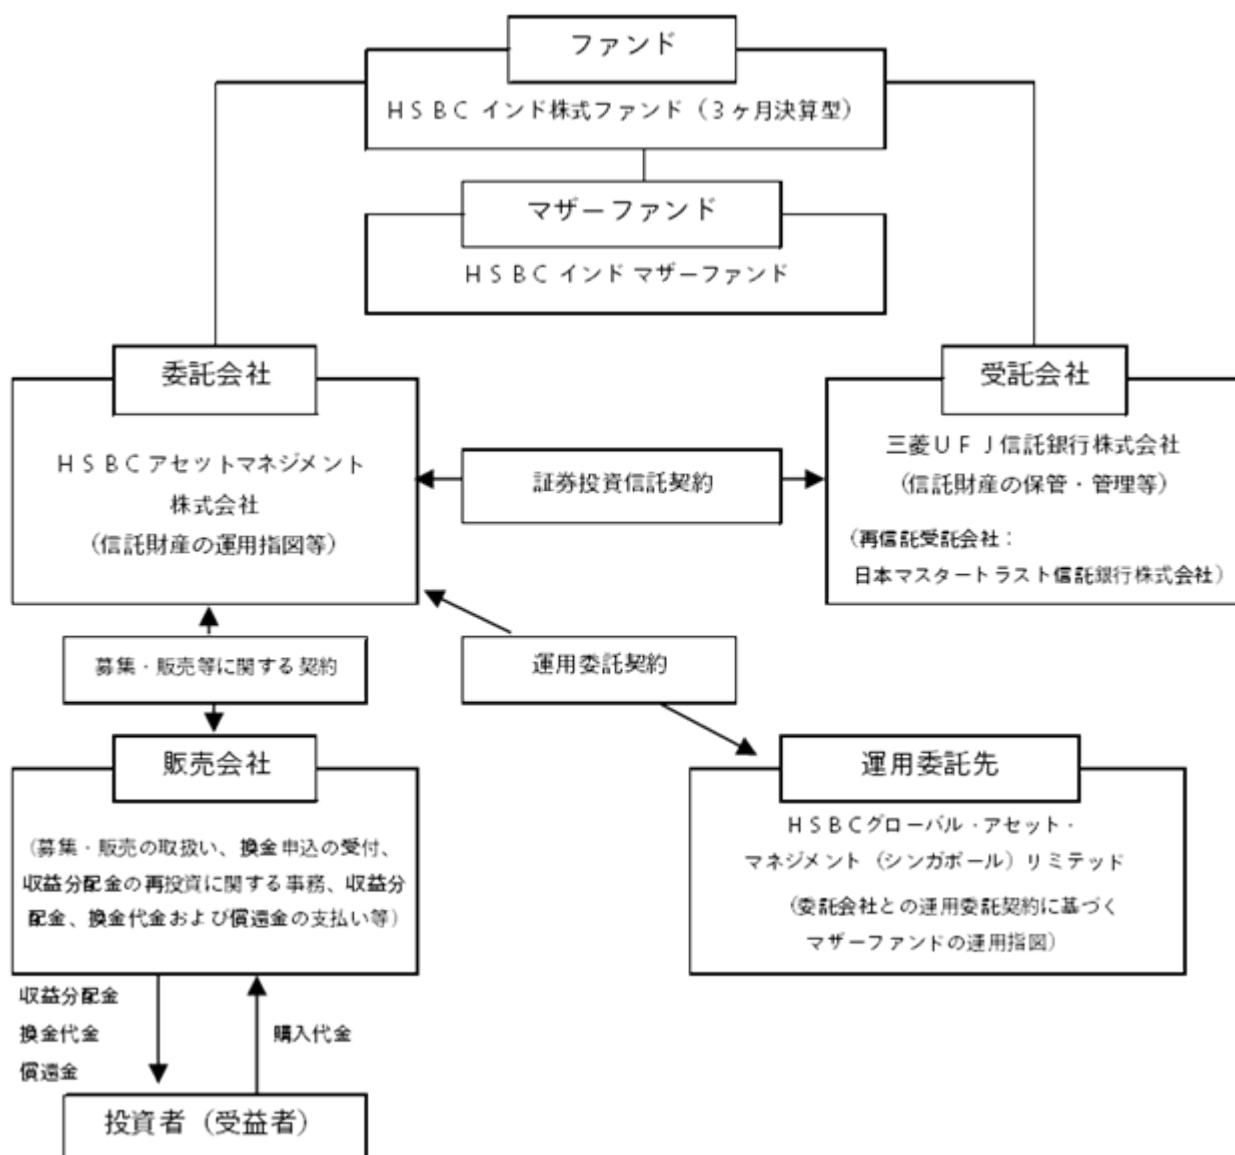 ファンド
HSBC インド株式ファンド（3ヶ月決算型）
マザーファンド
HSBC インド マザーファンド
委託会社
HSBCアセットマネジメント
株式会社
（信託財産の運用指図等）
証券投資信託契約
受託会社
三菱UFJ信託銀行株式会社
（信託財産の保管・管理等）
（再信託受託会社：
日本マスタートラスト信託銀行株式会社）
募集・販売等に関する契約
運用委託契約
販売会社
（募集・販売の取扱い、換金申込の受付、
収益分配金の再投資に関する事務、収益分
配金、換金代金および償還金の支払い等）
運用委託先
HSBCグローバル・アセット・
マネジメント（シンガポール）リミテッド
（委託会社との運用委託契約に基づく
マザーファンドの運用指図）
収益分配金
換金代金
償還金
購入代金
投資者（受益者）